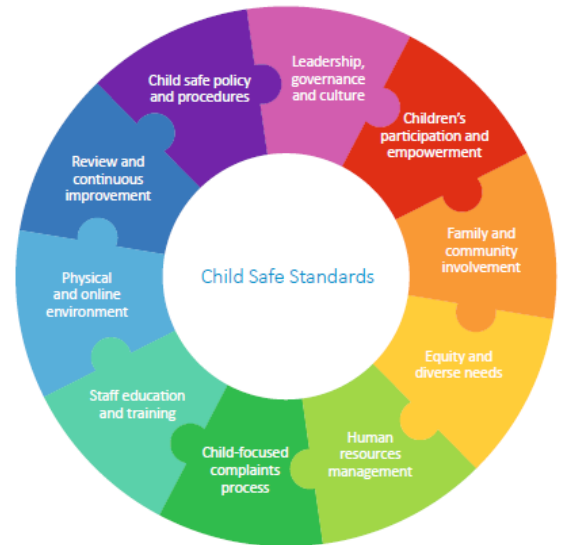 Leadership,
governance
and culture
Children's
participation and
empowerment
Family and
community
involvement
Equity and
diverse needs
Human
resources
management
Child-focused
complaints
process
Staff education
and training
Physical
and online
environment
Review and
continuous
improvement
Child safe policy
and procedures
Child Safe Standards